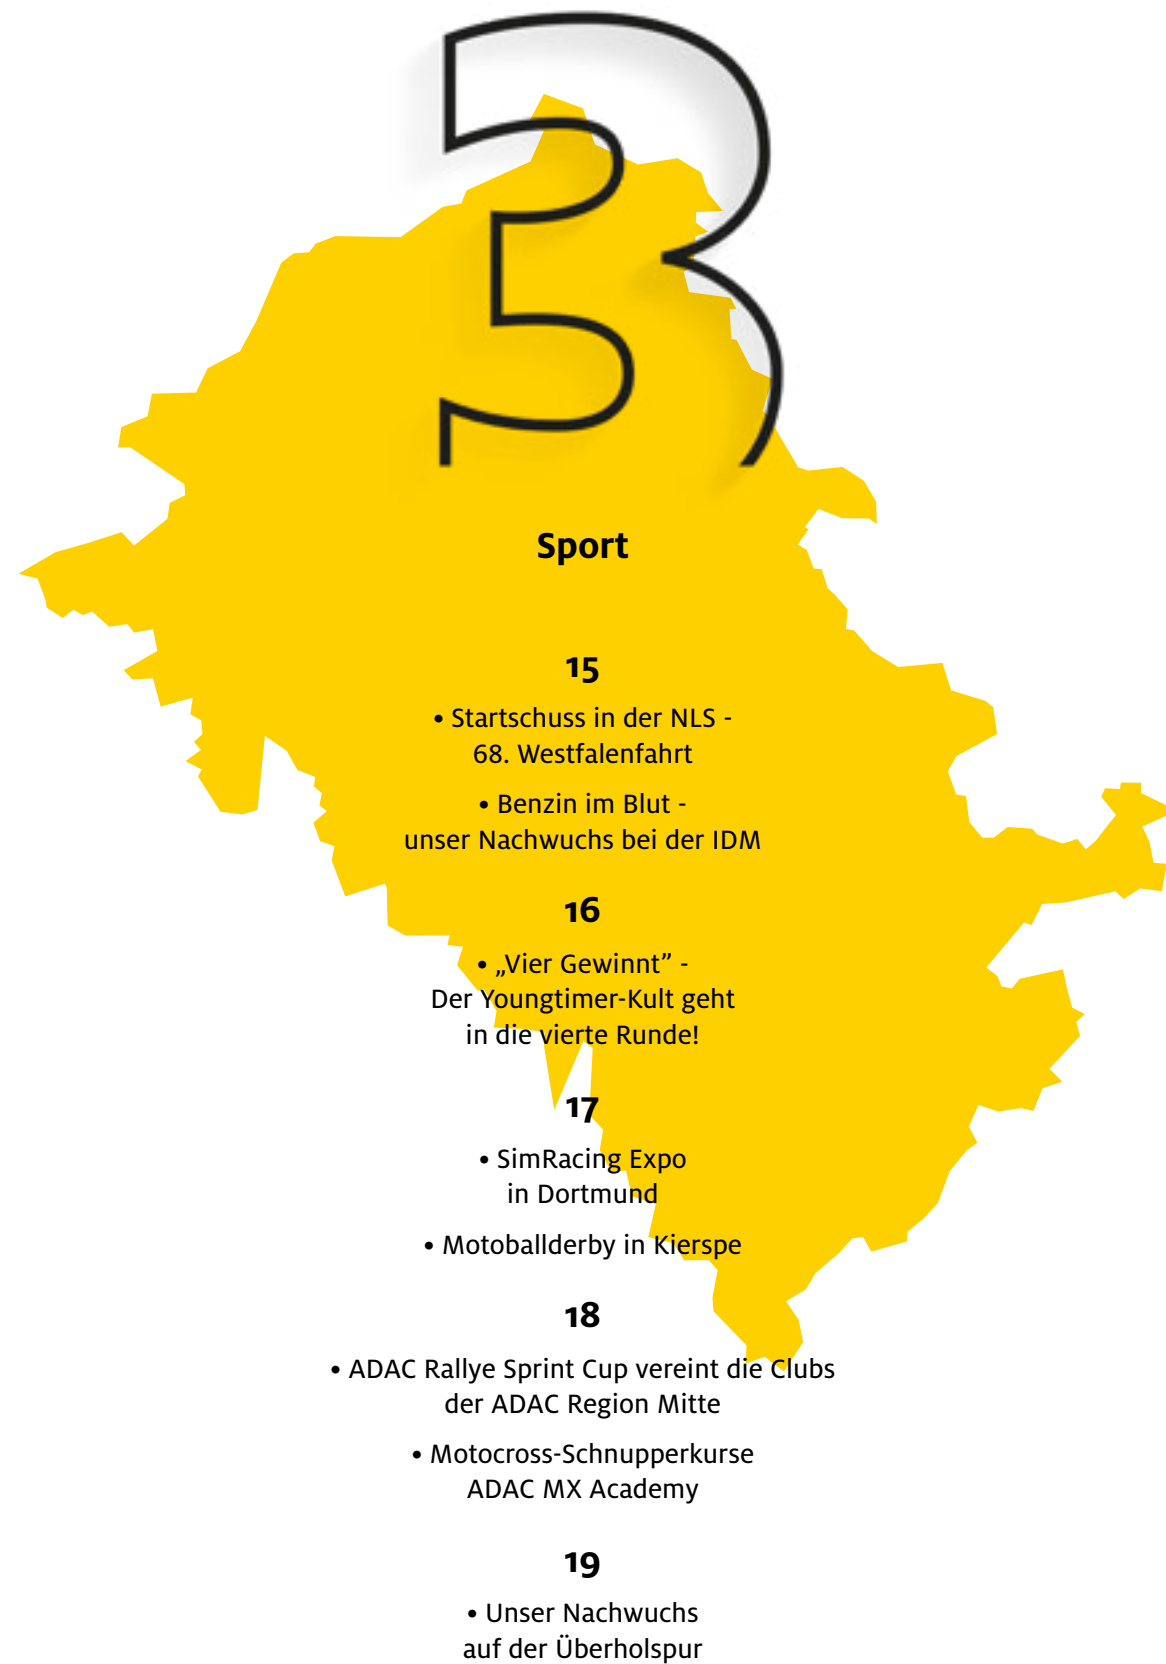 3
Sport
15
• Startschuss in der NLS -
68. Westfalenfahrt
• Benzin im Blut -
unser Nachwuchs bei der IDM
16
• „Vier Gewinnt” -
Der Youngtimer-Kult geht
in die vierte Runde!
17
• SimRacing Expo
in Dortmund
• Motoballderby in Kierspe
18
• ADAC Rallye Sprint Cup vereint die Clubs
der ADAC Region Mitte
• Motocross-Schnupperkurse
ADAC MX Academy
19
• Unser Nachwuchs
auf der Überholspur